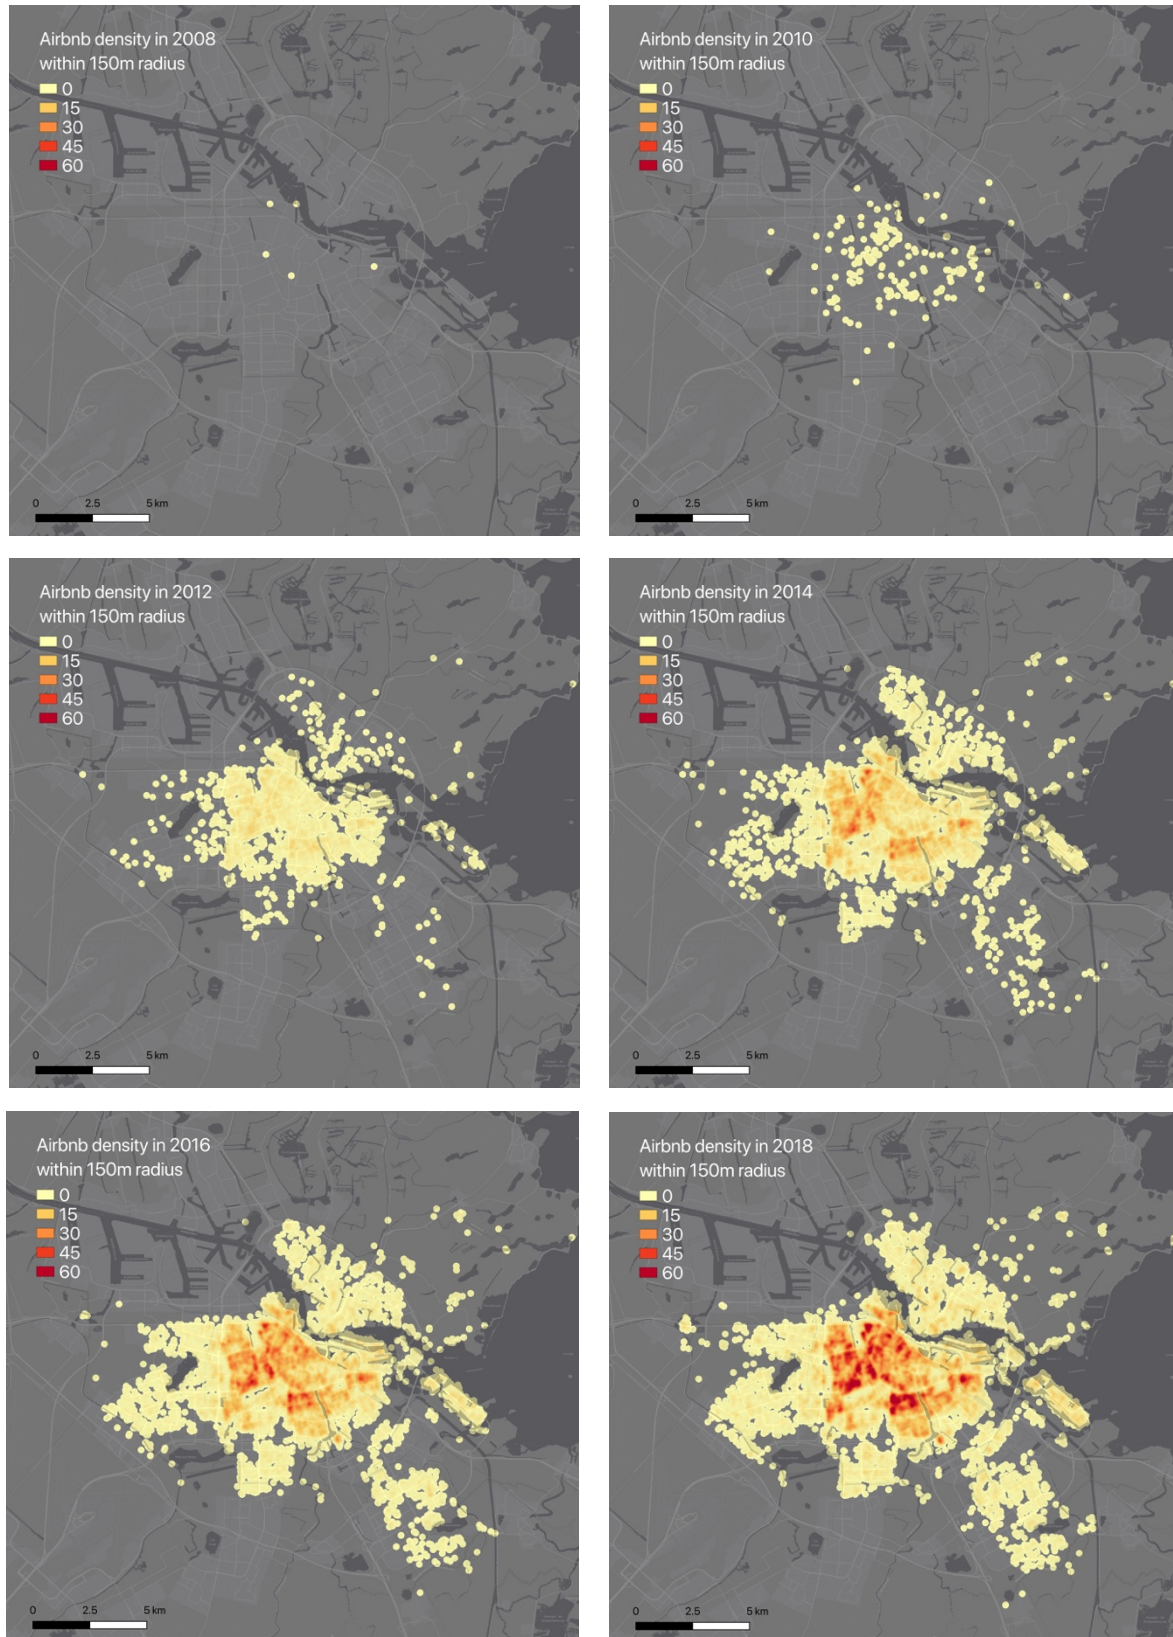 Airbnb density in 2008
within 150m radius
0
15
30
45
60
0 2.5 5 km
Airbnb density in 2010
within 150m radius
0
15
30
45
60
0 2.5 5 km
Airbnb density in 2012
within 150m radius
0
15
30
45
60
0 2.5 5 km
Airbnb density in 2014
within 150m radius
0
15
30
45
60
0 2.5 5 km
Airbnb density in 2016
within 150m radius
0
15
30
45
60
0 2.5 5 km
Airbnb density in 2018
within 150m radius
0
15
30
45
60
0 2.5 5 km